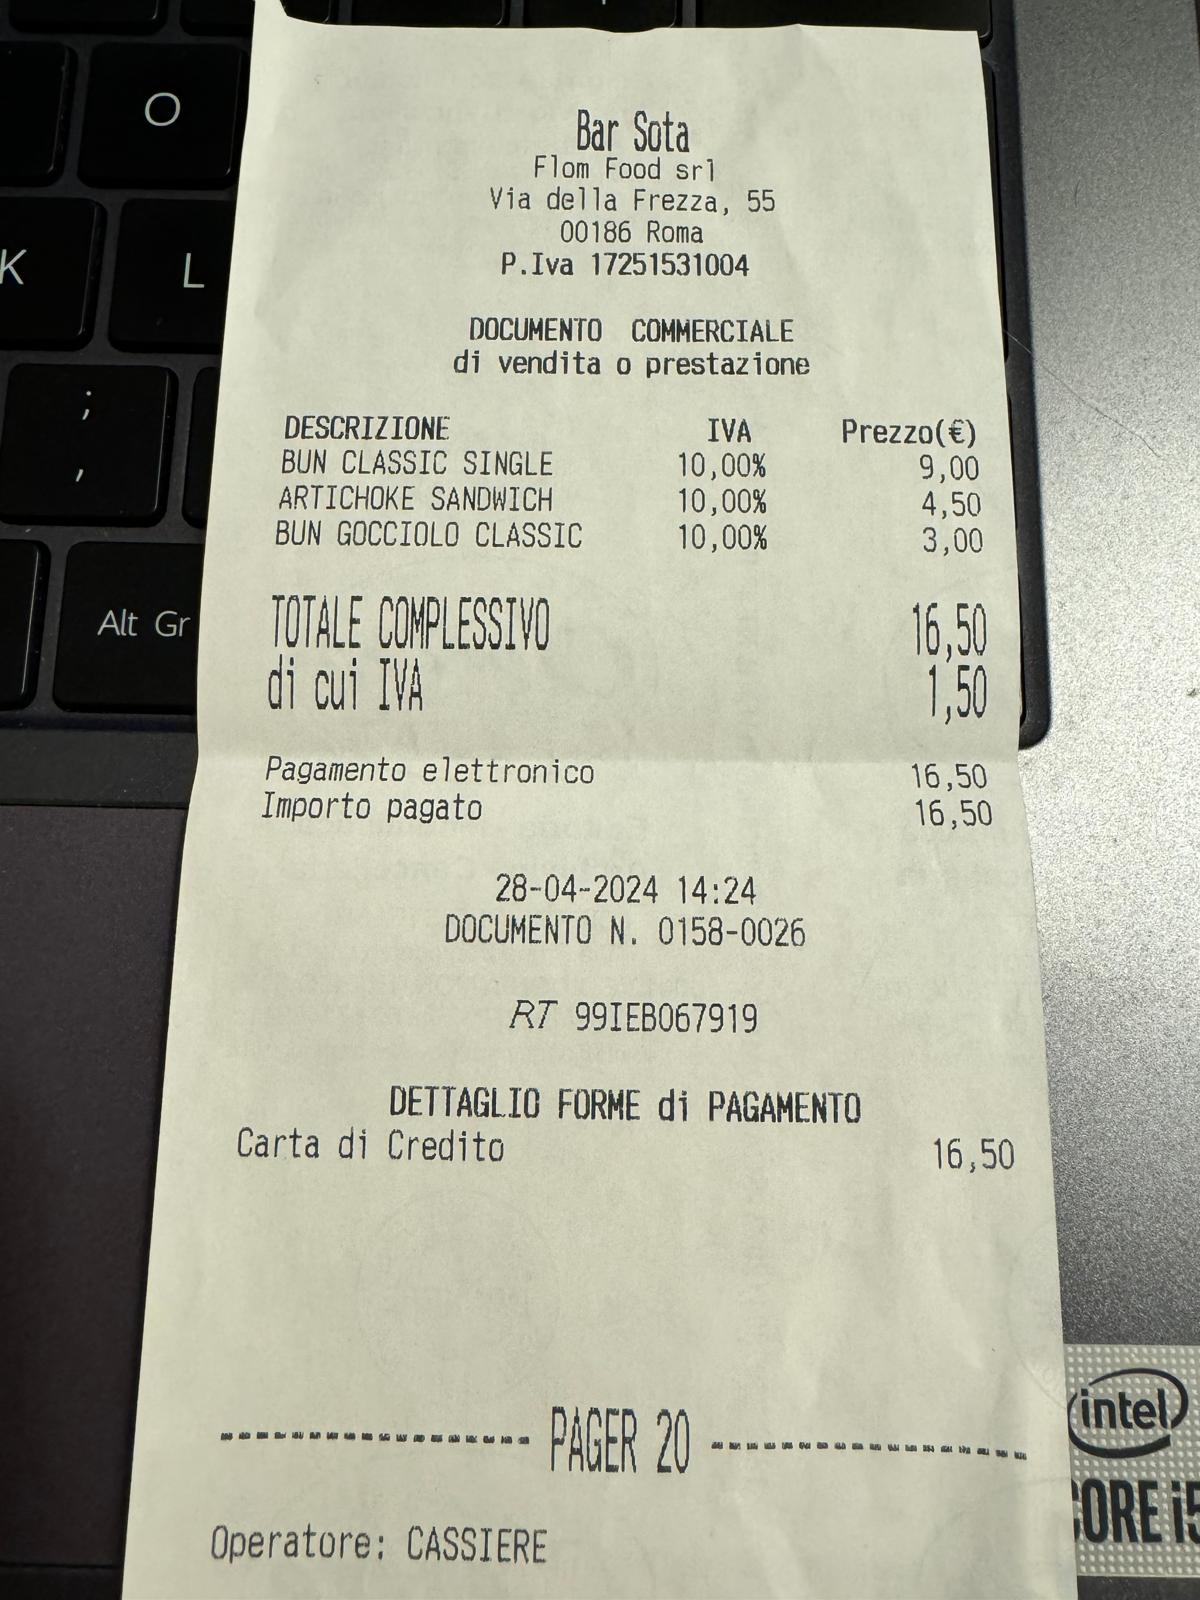 O
K
L
;
,
Alt Gr
Bar Sota
Flom Food srl
Via della Frezza, 55
00186 Roma
P.Iva 17251531004
DOCUMENTO COMMERCIALE
di vendita o prestazione
DESCRIZIONE IVA Prezzo(€)
BUN CLASSIC SINGLE 10,00% 9,00
ARTICHOKE SANDWICH 10,00% 4,50
BUN GOCCIOLO CLASSIC 10,00% 3,00
TOTALE COMPLESSIVO 16,50
di cui IVA 1,50
Pagamento elettronico 16,50
Importo pagato 16,50
28-04-2024 14:24
DOCUMENTO N. 0158-0026
RT 99IEB067919
DETTAGLIO FORME di PAGAMENTO
Carta di Credito 16,50
----------------- PAGER 20 -----------------
Operatore: CASSIERE
intel
CORE i5